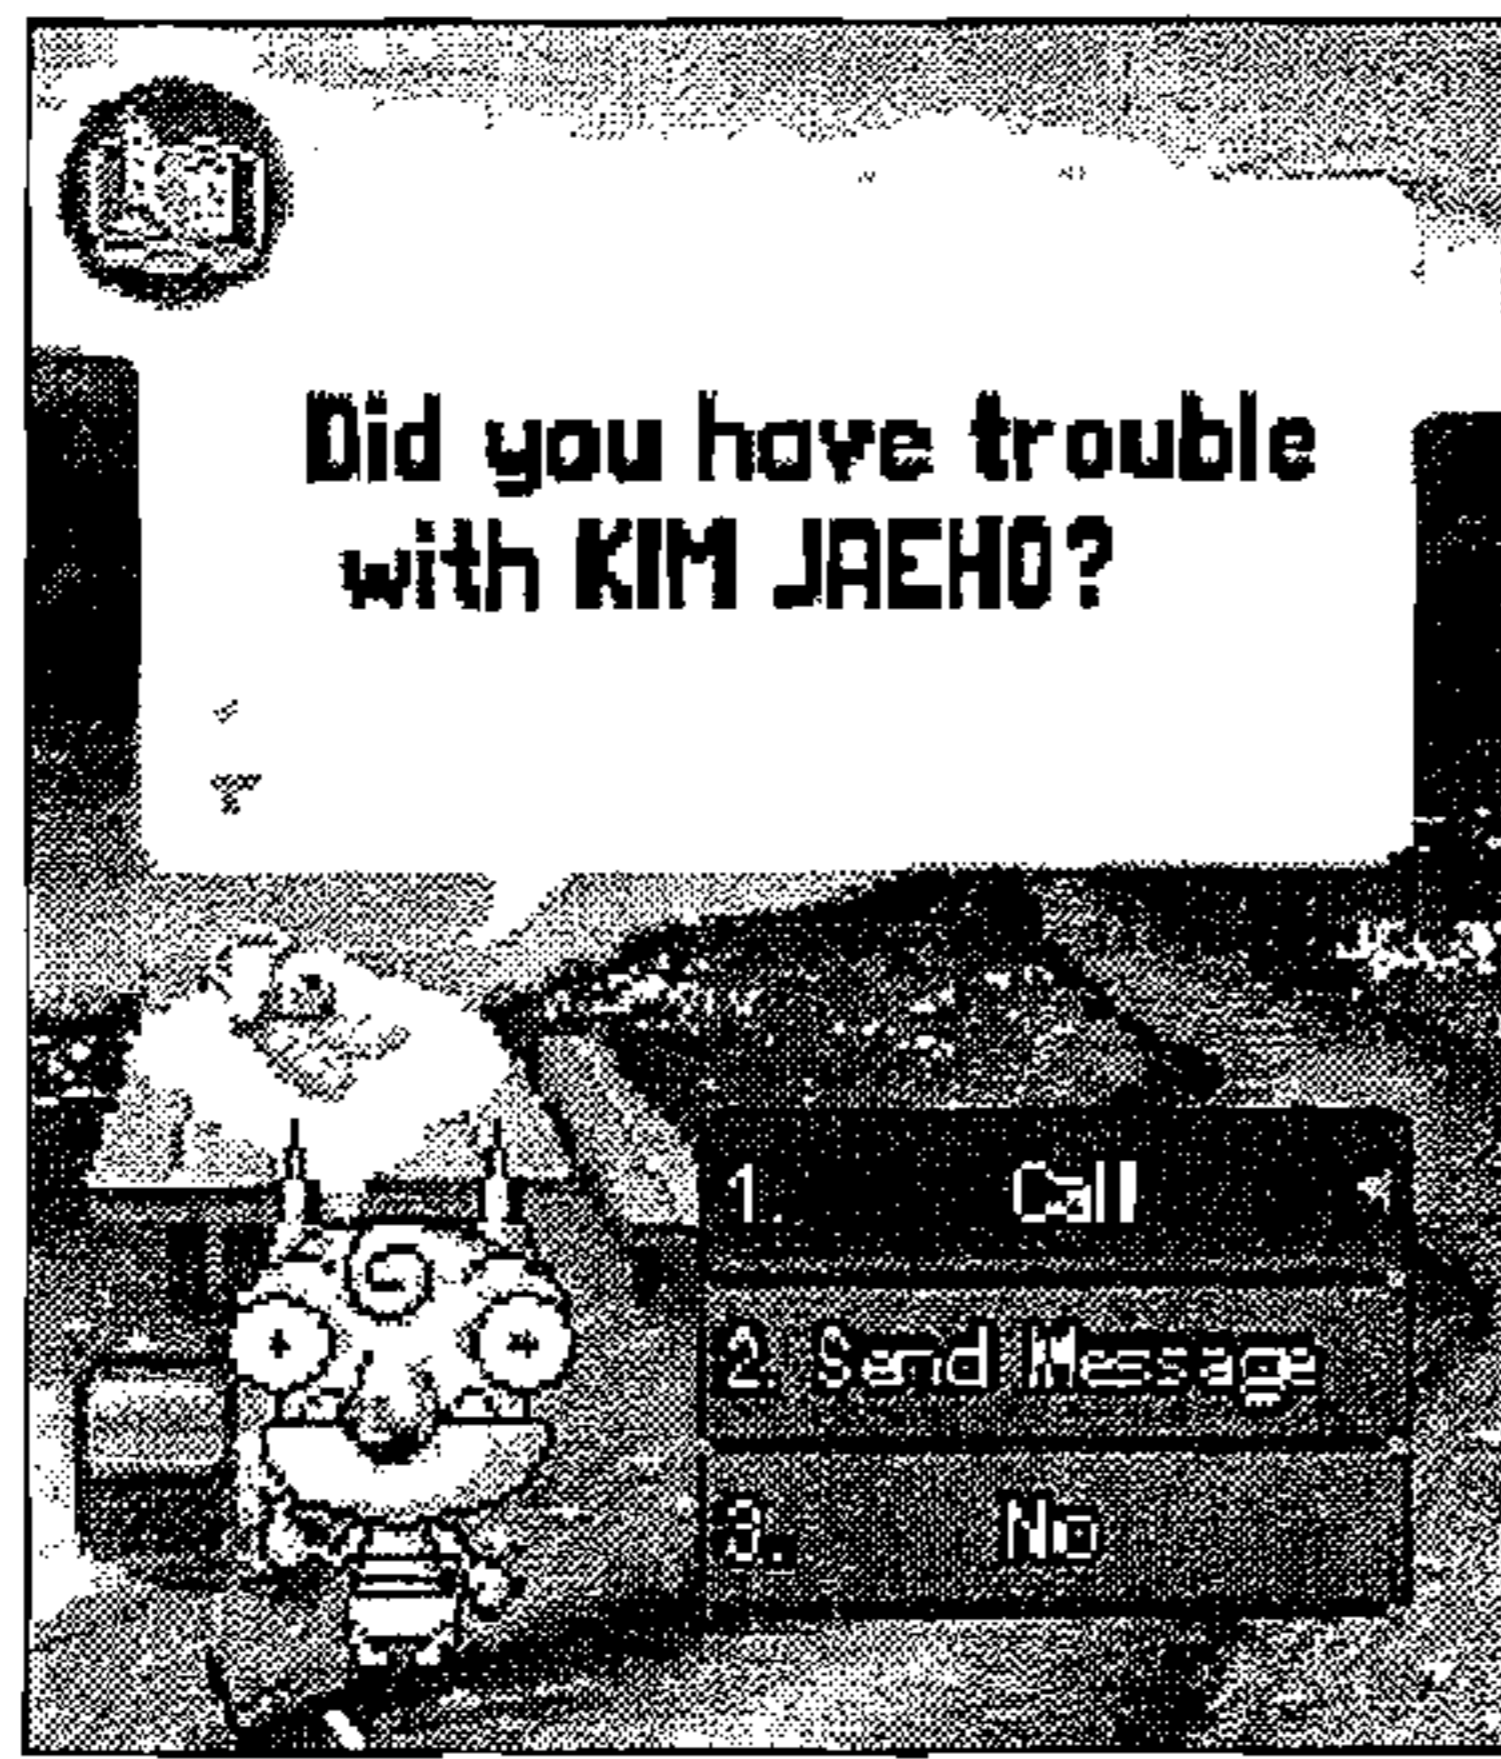 Did you have trouble
with KIM JAEHO?
1. Call
2. Send Message
3. No